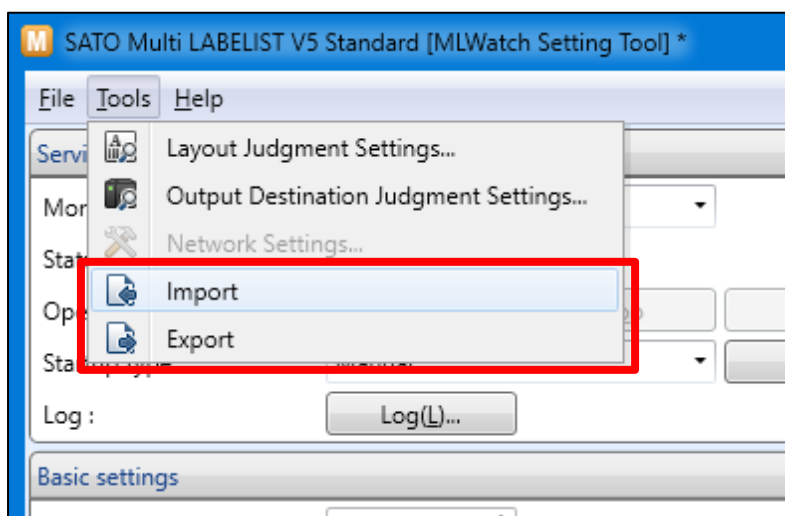 M SATO Multi LABELIST V5 Standard [MLWatch Setting Tool] *
File Tools Help
Layout Judgment Settings...
Output Destination Judgment Settings...
Network Settings...
Import
Export
Log :
Log(L)...
Basic settings